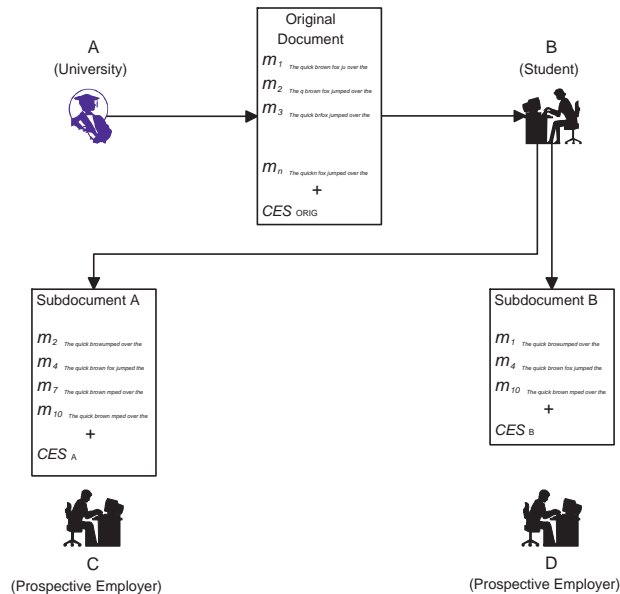 A
(University)
Original
Document
m1 The quick brown fox ju over the
m2 The q brown fox jumped over the
m3 The quick brfox jumped over the
mn The quickn fox jumped over the
+
CES ORIG
B
(Student)
Subdocument A
m2 The quick browumped over the
m4 The quick brown fox jumped the
m7 The quick brown mped over the
m10 The quick brown mped over the
+
CES A
Subdocument B
m1 The quick browumped over the
m4 The quick brown fox jumped the
m10 The quick brown mped over the
+
CES B
C
(Prospective Employer)
D
(Prospective Employer)